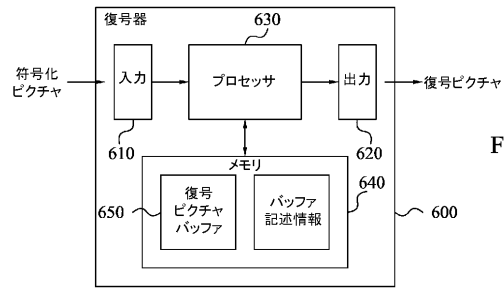 復号器
630
符号化
ピクチャ
入力
プロセッサ
出力
復号ピクチャ
610
620
F
メモリ
640
650
復号
ピクチャ
バッファ
バッファ
記述情報
600